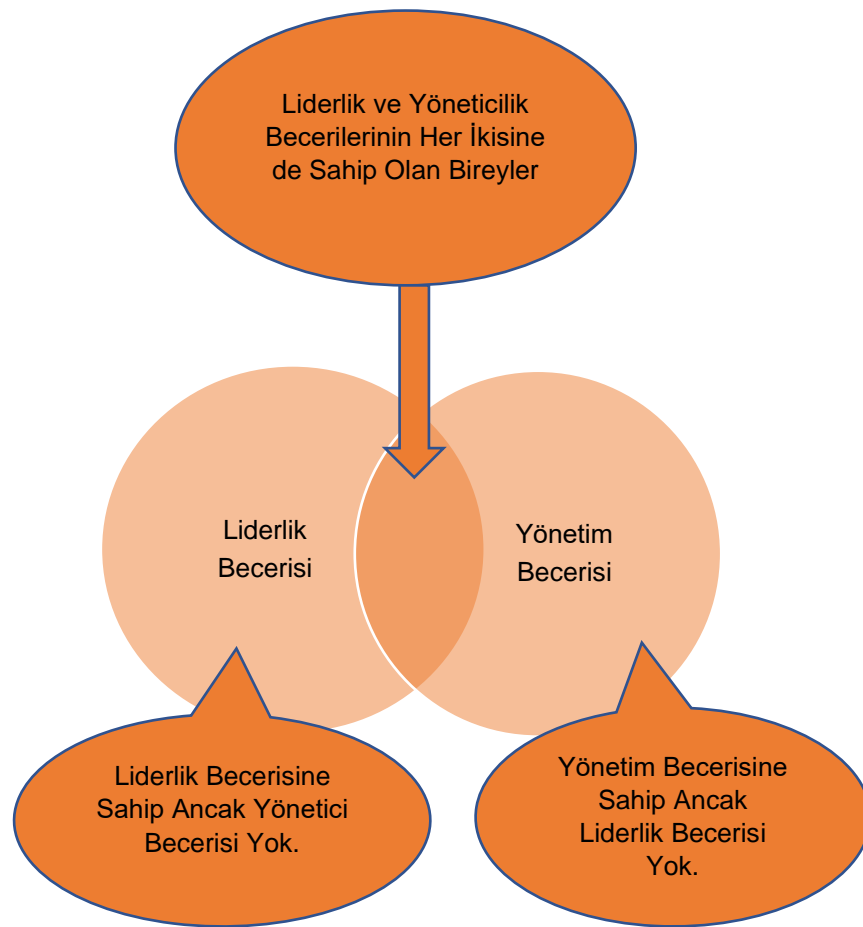 Liderlik ve Yöneticilik
Becerilerinin Her İkisine
de Sahip Olan Bireyler
Liderlik
Becerisi
Yönetim
Becerisi
Liderlik Becerisine
Sahip Ancak Yönetici
Becerisi Yok.
Yönetim Becerisine
Sahip Ancak
Liderlik Becerisi
Yok.